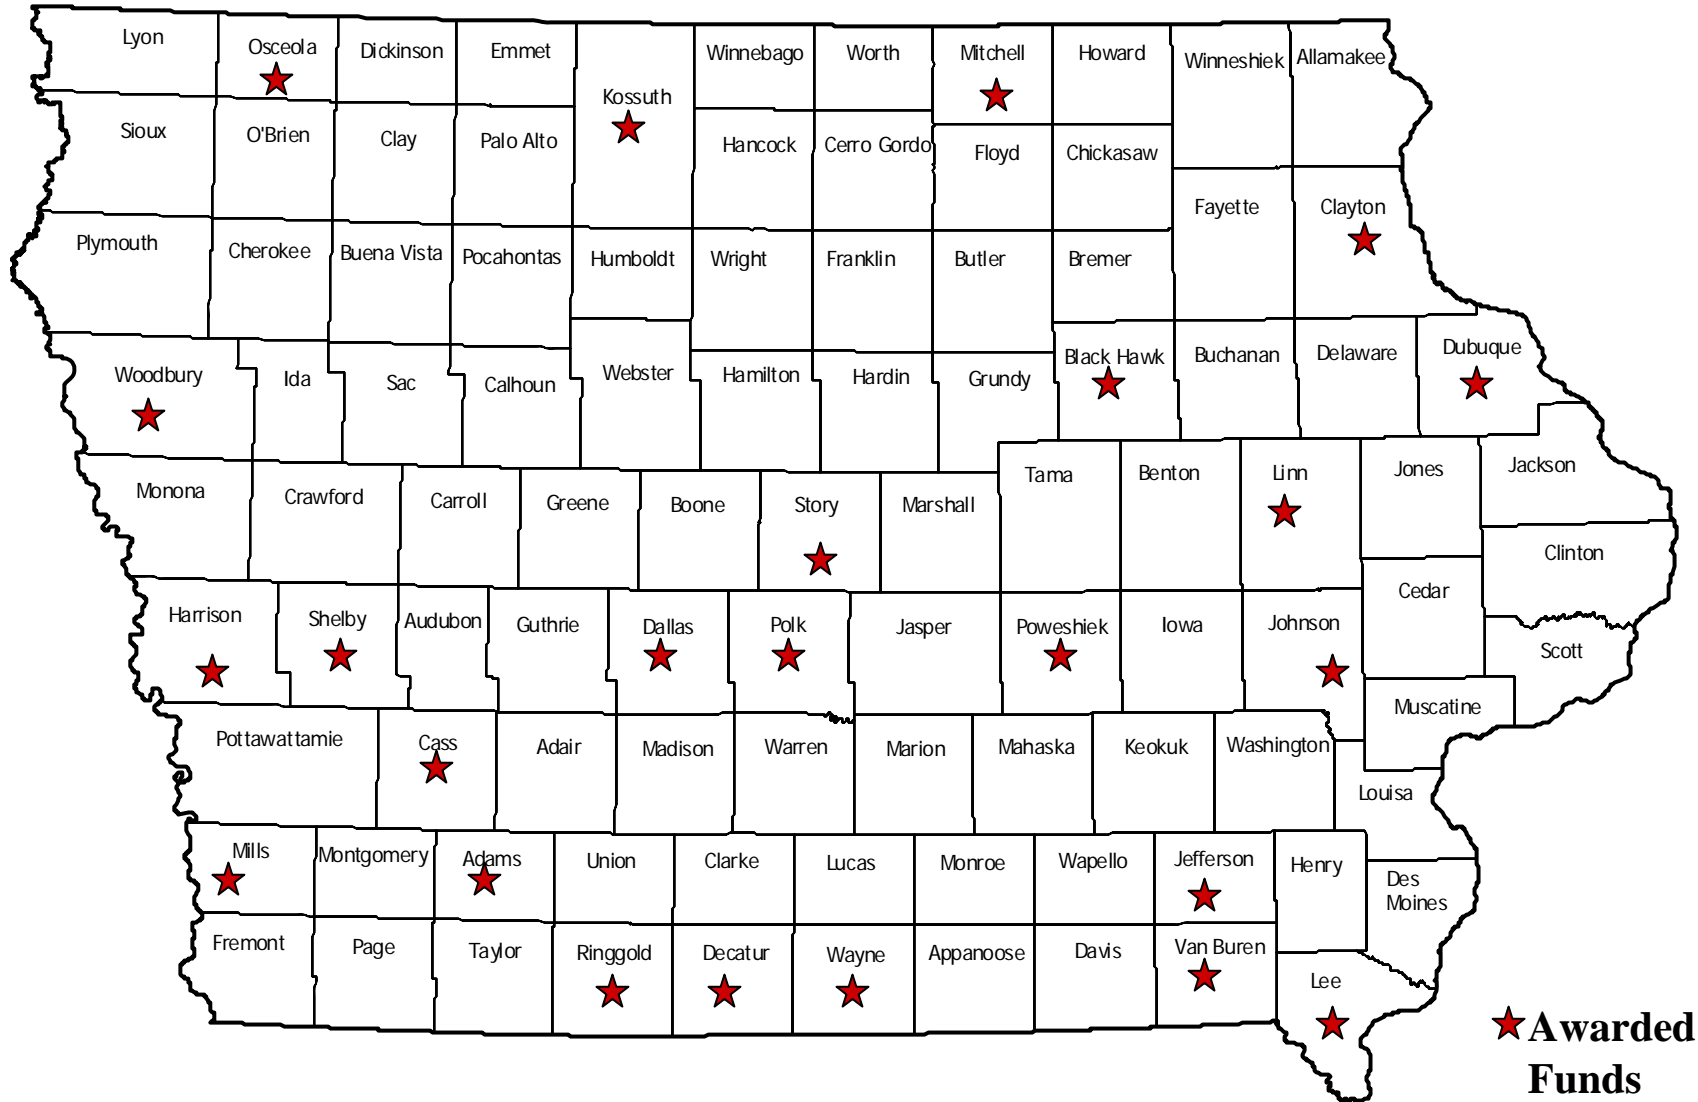 Lyon
Osceola
Dickinson
Emmet
Kossuth
Winnebago
Worth
Mitchell
Howard
Winneshiek
Allamakee
Sioux
O'Brien
Clay
Palo Alto
Hancock
Cerro Gordo
Floyd
Chickasaw
Fayette
Clayton
Plymouth
Cherokee
Buena Vista
Pocahontas
Humboldt
Wright
Franklin
Butler
Bremer
Woodbury
Ida
Sac
Calhoun
Webster
Hamilton
Hardin
Grundy
Black Hawk
Buchanan
Delaware
Dubuque
Monona
Crawford
Carroll
Greene
Boone
Story
Marshall
Tama
Benton
Linn
Jones
Jackson
Clinton
Cedar
Harrison
Shelby
Audubon
Guthrie
Dallas
Polk
Jasper
Poweshiek
Iowa
Johnson
Scott
Muscatine
Pottawattamie
Cass
Adair
Madison
Warren
Marion
Mahaska
Keokuk
Washington
Louisa
Mills
Montgomery
Adams
Union
Clarke
Lucas
Monroe
Wapello
Jefferson
Henry
Des
Moines
Fremont
Page
Taylor
Ringgold
Decatur
Wayne
Appanoose
Davis
Van Buren
Lee
Awarded
Funds